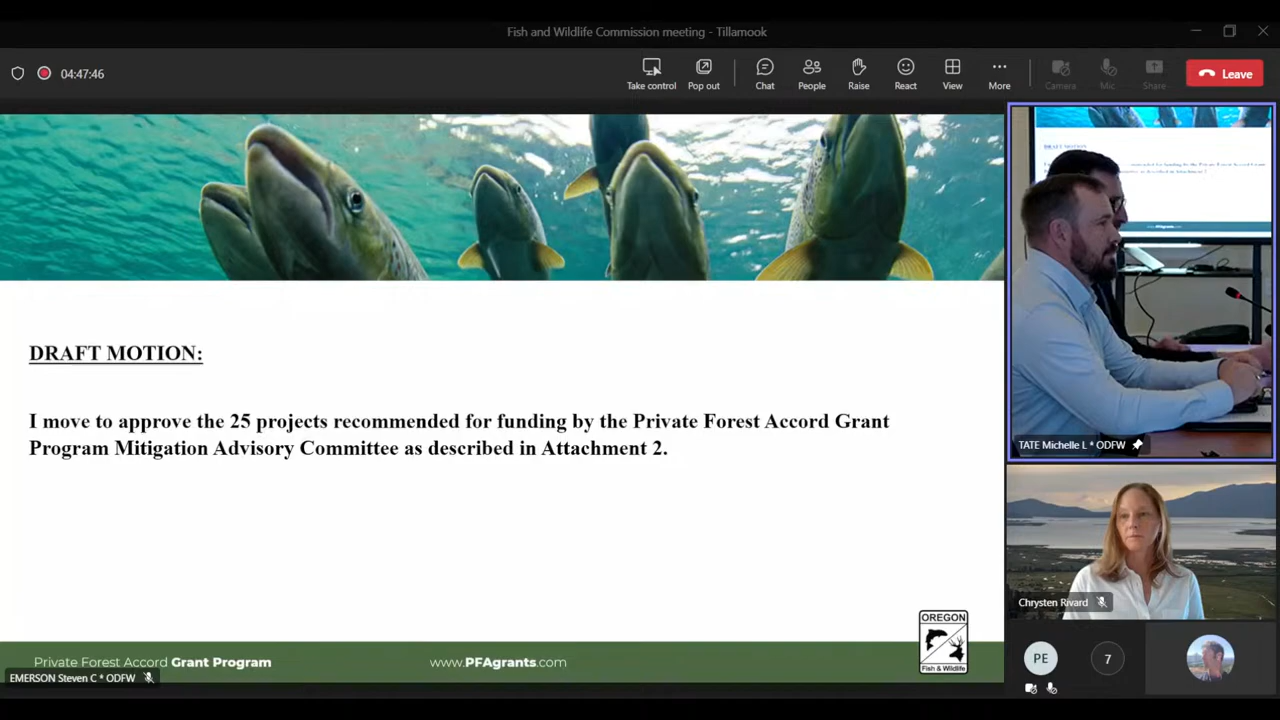 Fish and Wildlife Commission meeting - Tillamook
04:47:46
Take control
Pop out
Chat
People
Raise
React
View
More
Camera
Mic
Share
Leave
DRAFT MOTION:
I move to approve the 25 projects recommended for funding by the Private Forest Accord Grant
Program Mitigation Advisory Committee as described in Attachment 2.
OREGON
Fish & Wildlife
Private Forest Accord Grant Program
www.PFAgrants.com
EMERSON Steven C * ODFW
DRAFT MOTION
TATE Michelle L * ODFW
Chrysten Rivard
PE
7